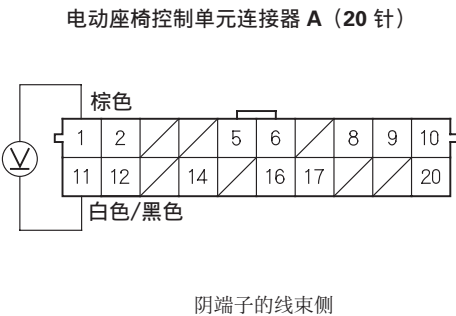 电动座椅控制单元连接器 A（20 针）
棕色
1 2 5 6 8 9 10
V
11 12 14 16 17 20
白色/黑色
阴端子的线束侧